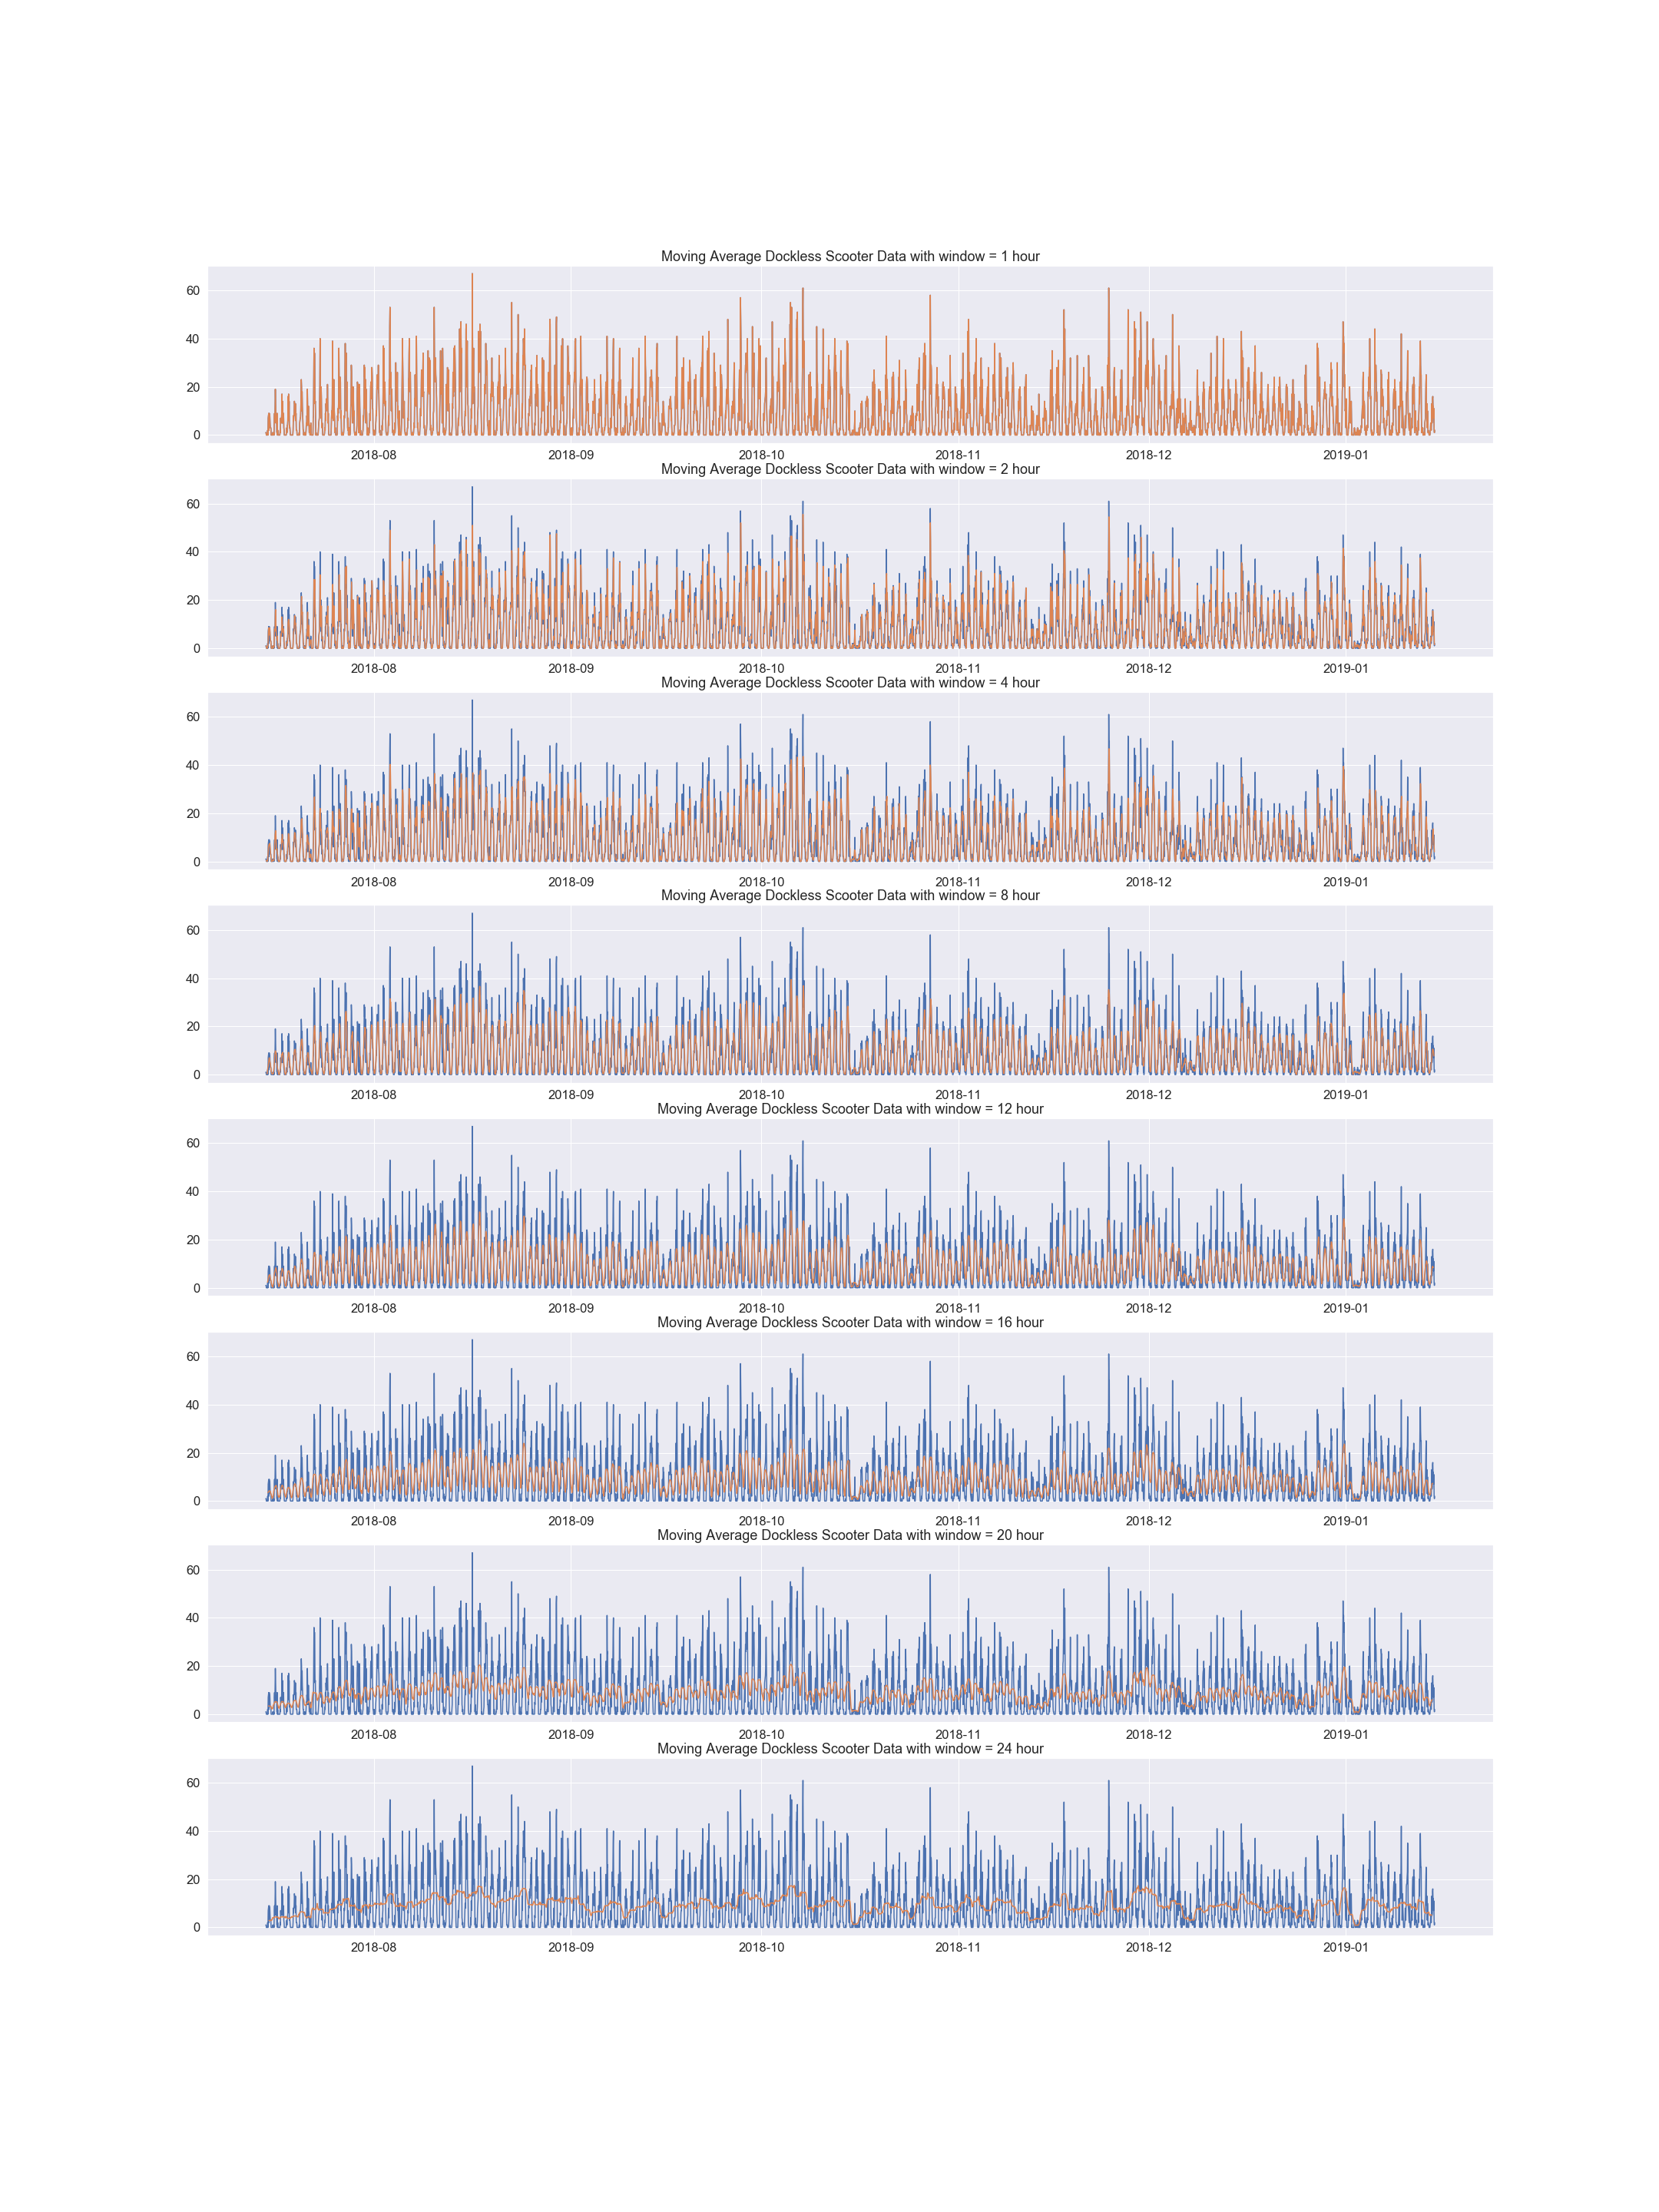 Moving Average Dockless Scooter Data with window = 1 hour
60
40
20
0
2018-08 2018-09 2018-10 2018-11 2018-12 2019-01
Moving Average Dockless Scooter Data with window = 2 hour
60
40
20
0
2018-08 2018-09 2018-10 2018-11 2018-12 2019-01
Moving Average Dockless Scooter Data with window = 4 hour
60
40
20
0
2018-08 2018-09 2018-10 2018-11 2018-12 2019-01
Moving Average Dockless Scooter Data with window = 8 hour
60
40
20
0
2018-08 2018-09 2018-10 2018-11 2018-12 2019-01
Moving Average Dockless Scooter Data with window = 12 hour
60
40
20
0
2018-08 2018-09 2018-10 2018-11 2018-12 2019-01
Moving Average Dockless Scooter Data with window = 16 hour
60
40
20
0
2018-08 2018-09 2018-10 2018-11 2018-12 2019-01
Moving Average Dockless Scooter Data with window = 20 hour
60
40
20
0
2018-08 2018-09 2018-10 2018-11 2018-12 2019-01
Moving Average Dockless Scooter Data with window = 24 hour
60
40
20
0
2018-08 2018-09 2018-10 2018-11 2018-12 2019-01